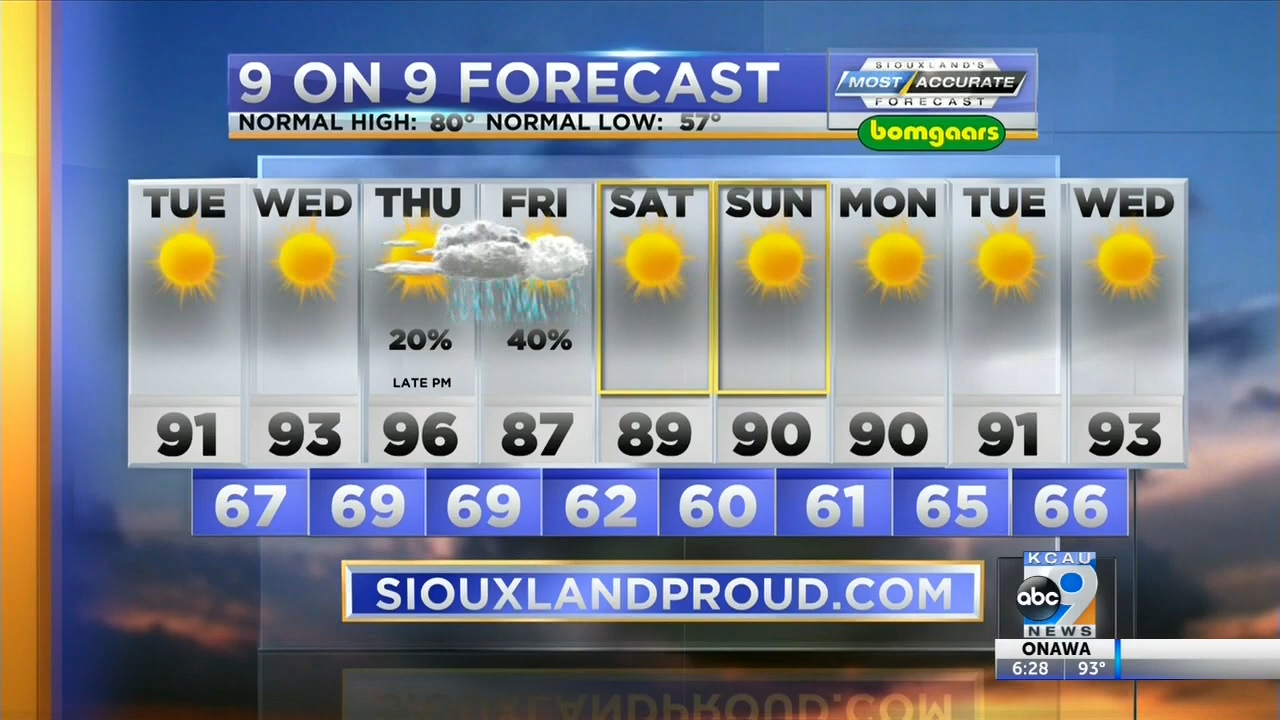 9 ON 9 FORECAST
NORMAL HIGH: 80° NORMAL LOW: 57°
SIOUXLAND'S
MOST ACCURATE
FORECAST
bomgaars
TUE WED THU FRI SAT SUN MON TUE WED
20% 40%
LATE PM
91 93 96 87 89 90 90 91 93
67 69 69 62 60 61 65 66
SIOUXLANDPROUD.COM
KCAU
abc 9
NEWS
ONAWA
6:28 93°
SIOUXLANDPROUD.COM